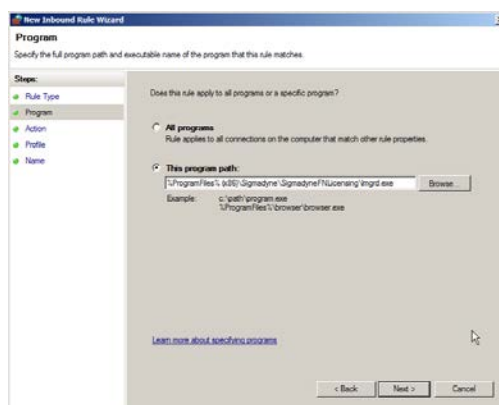 New Inbound Rule Wizard
Program
Specify the full program path and executable name of the program that this rule matches.
Steps:
Rule Type
Program
Action
Profile
Name
Does this rule apply to all programs or a specific program?
All programs
Rule applies to all connections on the computer that match other rule properties.
This program path:
%ProgramFiles% (x86)\Sigmadyne\SigmadyneFNLicensing\lmgrd.exe
Browse...
Example:
c:\path\program.exe
%ProgramFiles%\browser\browser.exe
Learn more about specifying programs
< Back
Next >
Cancel